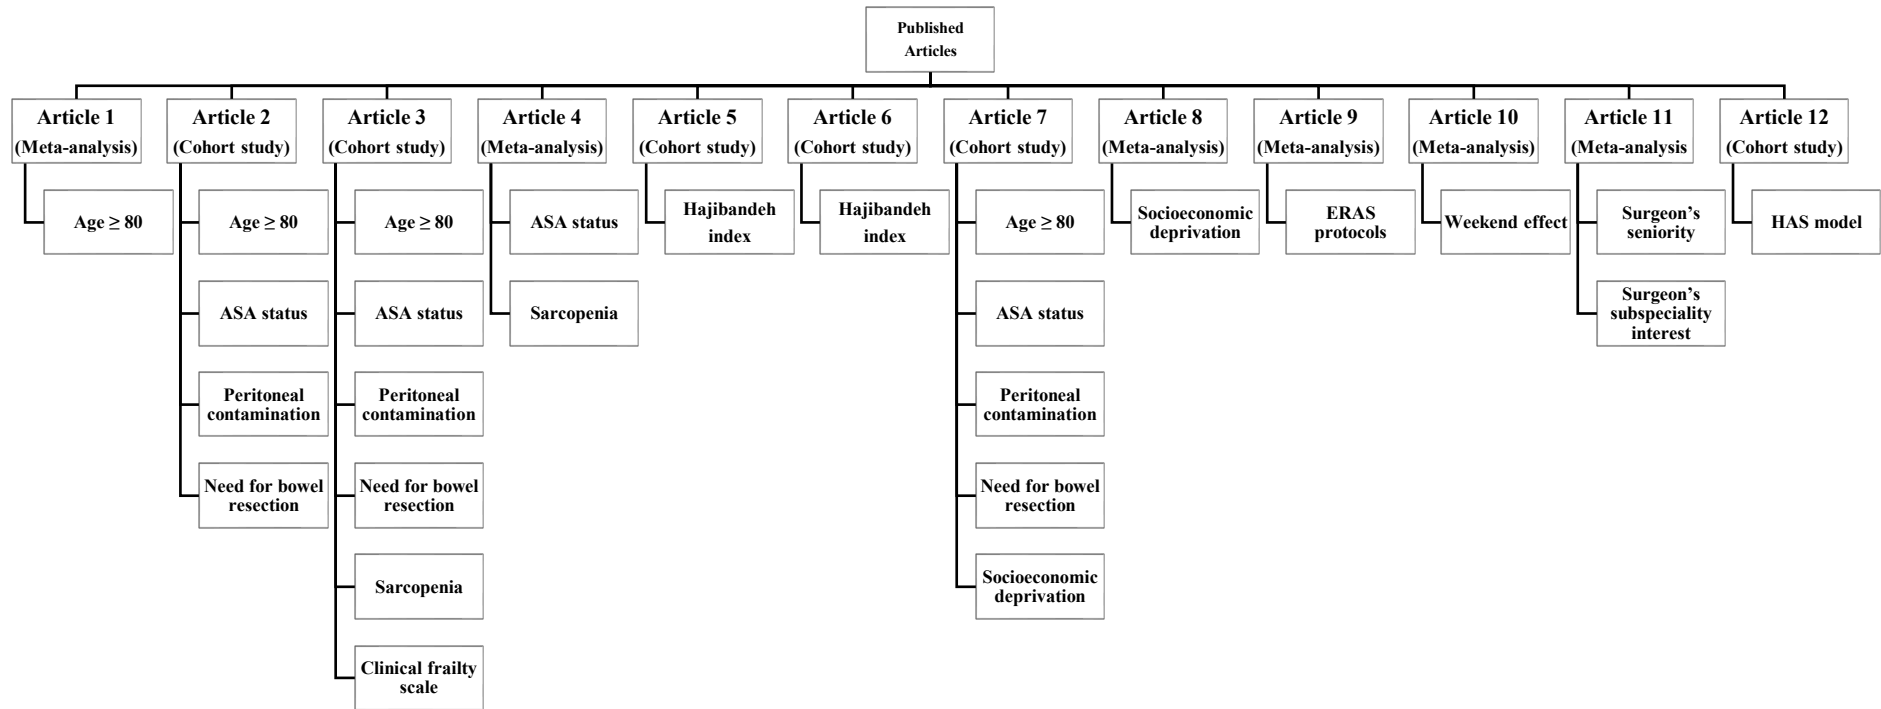 Published
Articles
Article 1
(Meta-analysis)
Age ≥ 80
Article 2
(Cohort study)
Age ≥ 80
ASA status
Peritoneal
contamination
Need for bowel
resection
Article 3
(Cohort study)
Age ≥ 80
ASA status
Peritoneal
contamination
Need for bowel
resection
Sarcopenia
Clinical frailty
scale
Article 4
(Meta-analysis)
ASA status
Sarcopenia
Article 5
(Cohort study)
Hajibandeh
index
Article 6
(Cohort study)
Hajibandeh
index
Article 7
(Cohort study)
Age ≥ 80
ASA status
Peritoneal
contamination
Need for bowel
resection
Socioeconomic
deprivation
Article 8
(Meta-analysis)
Socioeconomic
deprivation
Article 9
(Meta-analysis)
ERAS
protocols
Article 10
(Meta-analysis)
Weekend effect
Article 11
(Meta-analysis
Surgeon’s
seniority
Surgeon’s
subspeciality
interest
Article 12
(Cohort study)
HAS model